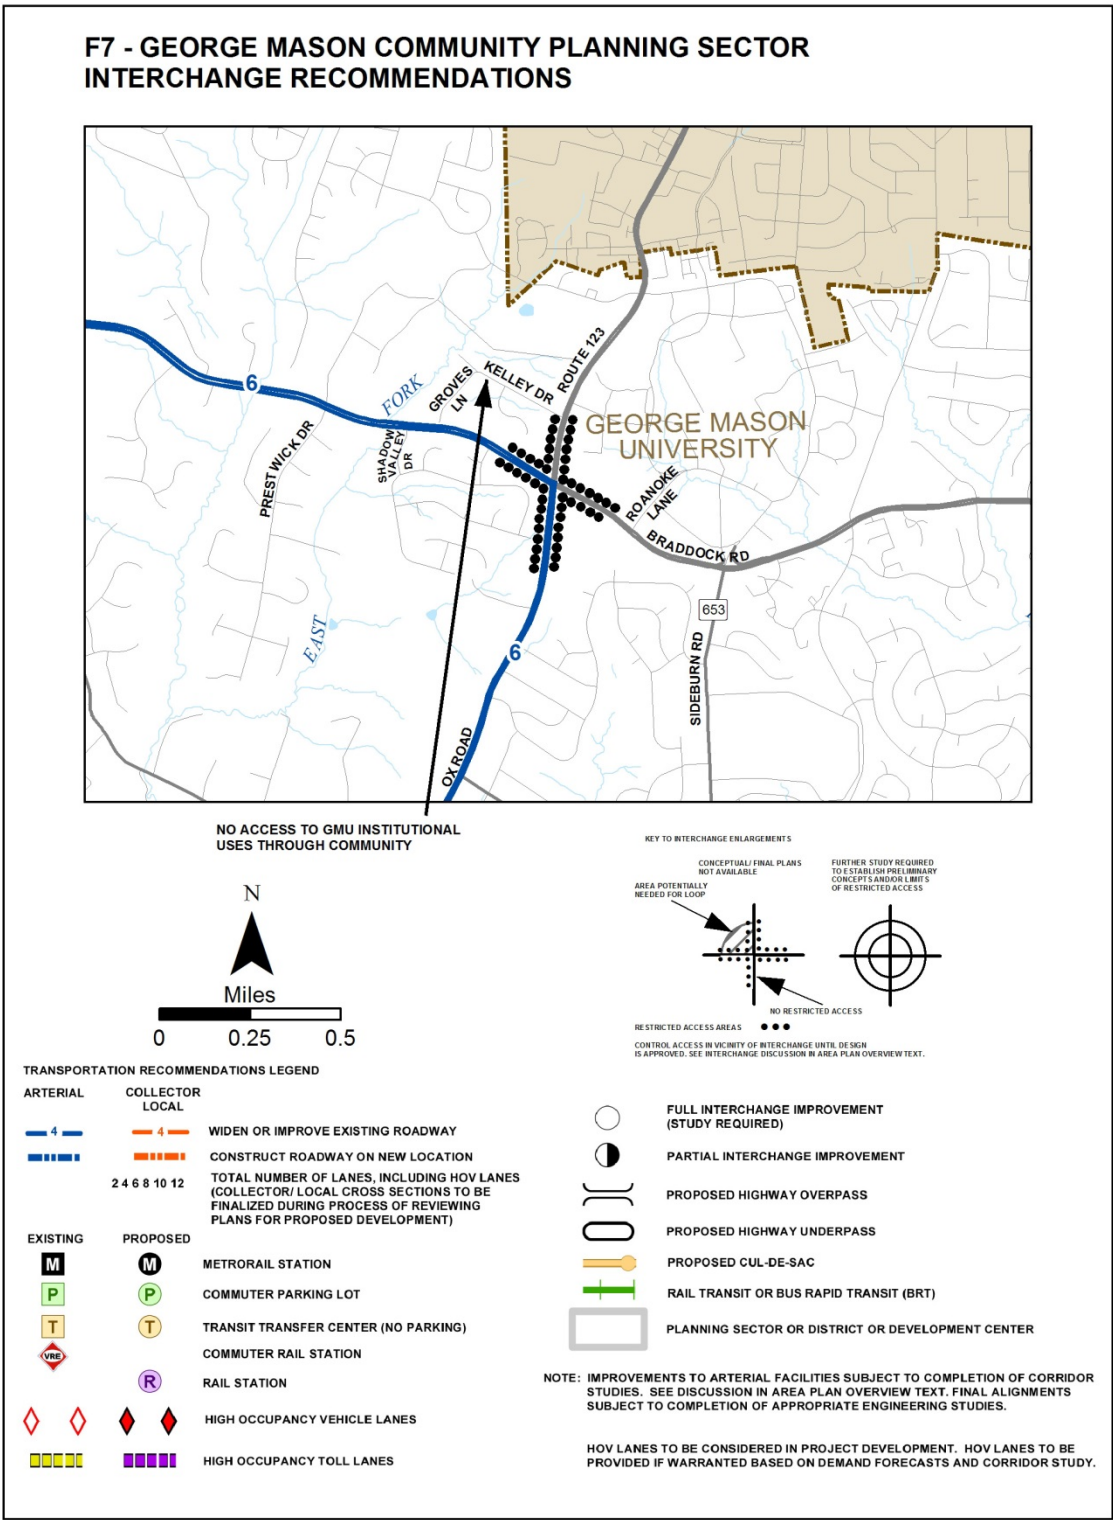 F7 - GEORGE MASON COMMUNITY PLANNING SECTOR
INTERCHANGE RECOMMENDATIONS
ROUTE 123
6
FORK
GROVES
LN
KELLEY DR
GEORGE MASON
UNIVERSITY
PRESTWICK DR
SHADOW
VALLEY
DR
ROANOKE
LANE
BRADDOCK RD
653
EAST
6
SIDEBURN RD
OX ROAD
NO ACCESS TO GMU INSTITUTIONAL
USES THROUGH COMMUNITY
N
Miles
0 0.25 0.5
KEY TO INTERCHANGE ENLARGEMENTS
CONCEPTUAL/ FINAL PLANS
NOT AVAILABLE
FURTHER STUDY REQUIRED
TO ESTABLISH PRELIMINARY
CONCEPTS AND/OR LIMITS
OF RESTRICTED ACCESS
AREA POTENTIALLY
NEEDED FOR LOOP
NO RESTRICTED ACCESS
RESTRICTED ACCESS AREAS
CONTROL ACCESS IN VICINITY OF INTERCHANGE UNTIL DESIGN
IS APPROVED. SEE INTERCHANGE DISCUSSION IN AREA PLAN OVERVIEW TEXT.
TRANSPORTATION RECOMMENDATIONS LEGEND
ARTERIAL COLLECTOR
LOCAL
4 4 WIDEN OR IMPROVE EXISTING ROADWAY
CONSTRUCT ROADWAY ON NEW LOCATION
2 4 6 8 10 12 TOTAL NUMBER OF LANES, INCLUDING HOV LANES
(COLLECTOR/ LOCAL CROSS SECTIONS TO BE
FINALIZED DURING PROCESS OF REVIEWING
PLANS FOR PROPOSED DEVELOPMENT)
EXISTING PROPOSED
M M METRORAIL STATION
P P COMMUTER PARKING LOT
T T TRANSIT TRANSFER CENTER (NO PARKING)
VRE COMMUTER RAIL STATION
R RAIL STATION
HIGH OCCUPANCY VEHICLE LANES
HIGH OCCUPANCY TOLL LANES
FULL INTERCHANGE IMPROVEMENT
(STUDY REQUIRED)
PARTIAL INTERCHANGE IMPROVEMENT
PROPOSED HIGHWAY OVERPASS
PROPOSED HIGHWAY UNDERPASS
PROPOSED CUL-DE-SAC
RAIL TRANSIT OR BUS RAPID TRANSIT (BRT)
PLANNING SECTOR OR DISTRICT OR DEVELOPMENT CENTER
NOTE: IMPROVEMENTS TO ARTERIAL FACILITIES SUBJECT TO COMPLETION OF CORRIDOR
STUDIES. SEE DISCUSSION IN AREA PLAN OVERVIEW TEXT. FINAL ALIGNMENTS
SUBJECT TO COMPLETION OF APPROPRIATE ENGINEERING STUDIES.
HOV LANES TO BE CONSIDERED IN PROJECT DEVELOPMENT. HOV LANES TO BE
PROVIDED IF WARRANTED BASED ON DEMAND FORECASTS AND CORRIDOR STUDY.